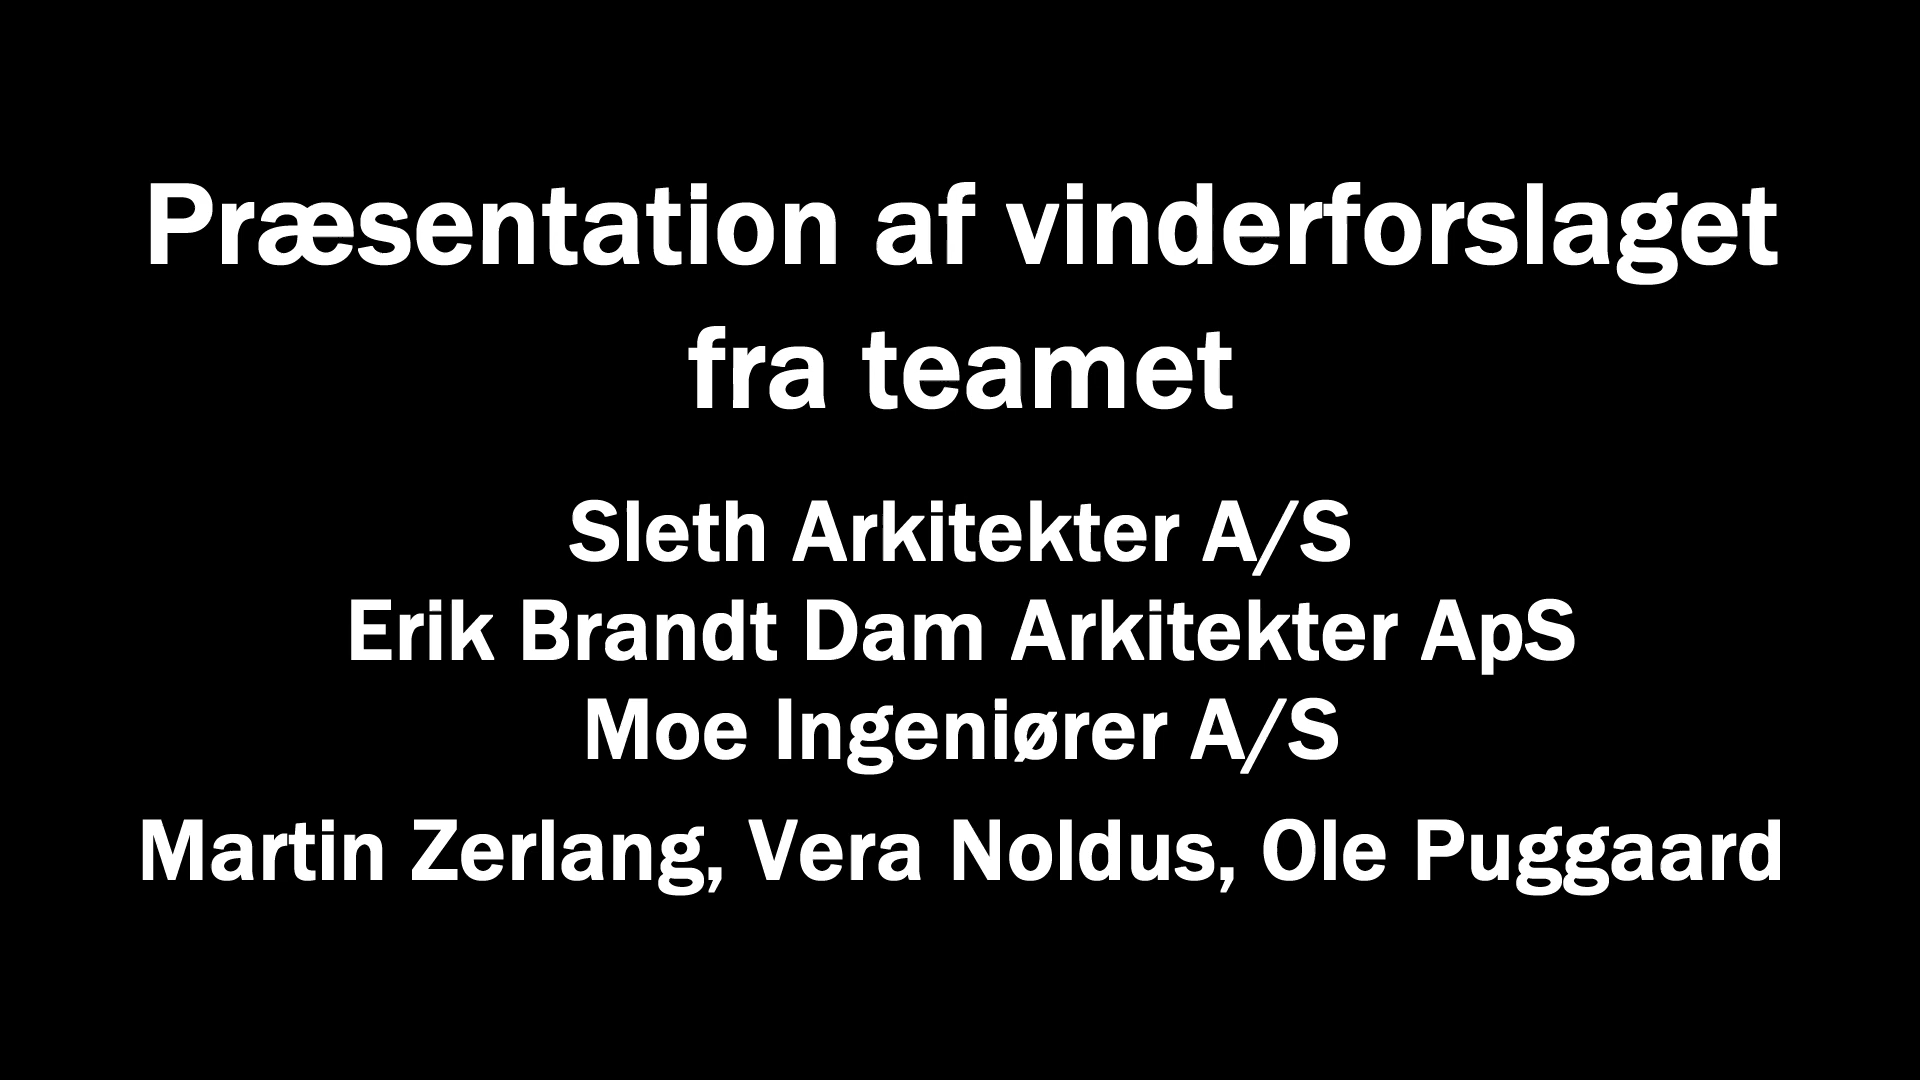 Præsentation af vinderforslaget
fra teamet
Sleth Arkitekter A/S
Erik Brandt Dam Arkitekter ApS
Moe Ingeniører A/S
Martin Zerlang, Vera Noldus, Ole Puggaard